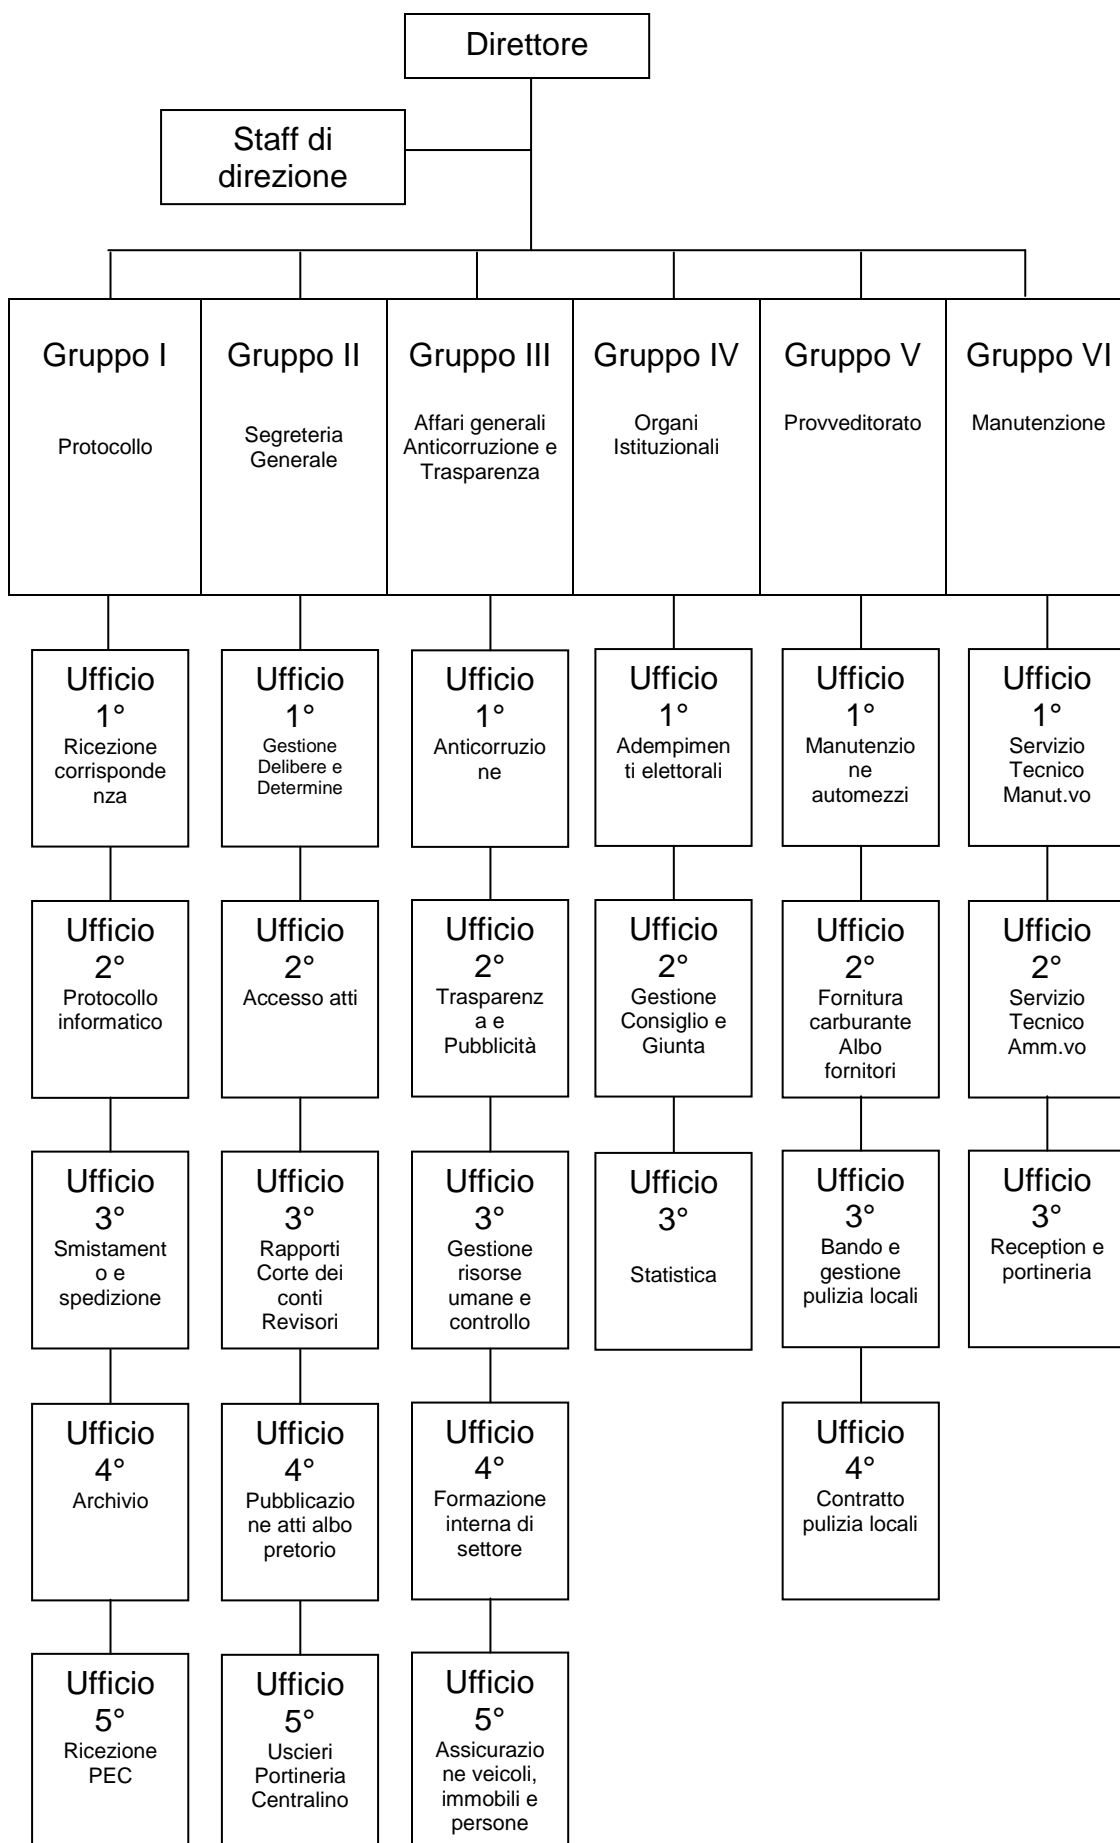 Direttore
Staff di
direzione
Gruppo I
Protocollo
Gruppo II
Segreteria
Generale
Gruppo III
Affari generali
Anticorruzione e
Trasparenza
Gruppo IV
Organi
Istituzionali
Gruppo V
Provveditorato
Gruppo VI
Manutenzione
Ufficio
1°
Ricezione
corrisponde
nza
Ufficio
1°
Gestione
Delibere e
Determine
Ufficio
1°
Anticorruzio
ne
Ufficio
1°
Adempimen
ti elettorali
Ufficio
1°
Manutenzio
ne
automezzi
Ufficio
1°
Servizio
Tecnico
Manut.vo
Ufficio
2°
Protocollo
informatico
Ufficio
2°
Accesso atti
Ufficio
2°
Trasparenz
a e
Pubblicità
Ufficio
2°
Gestione
Consiglio e
Giunta
Ufficio
2°
Fornitura
carburante
Albo
fornitori
Ufficio
2°
Servizio
Tecnico
Amm.vo
Ufficio
3°
Smistament
o e
spedizione
Ufficio
3°
Rapporti
Corte dei
conti
Revisori
Ufficio
3°
Gestione
risorse
umane e
controllo
Ufficio
3°
Statistica
Ufficio
3°
Bando e
gestione
pulizia locali
Ufficio
3°
Reception e
portineria
Ufficio
4°
Archivio
Ufficio
4°
Pubblicazio
ne atti albo
pretorio
Ufficio
4°
Formazione
interna di
settore
Ufficio
4°
Contratto
pulizia locali
Ufficio
5°
Ricezione
PEC
Ufficio
5°
Uscieri
Portineria
Centralino
Ufficio
5°
Assicurazio
ne veicoli,
immobili e
persone